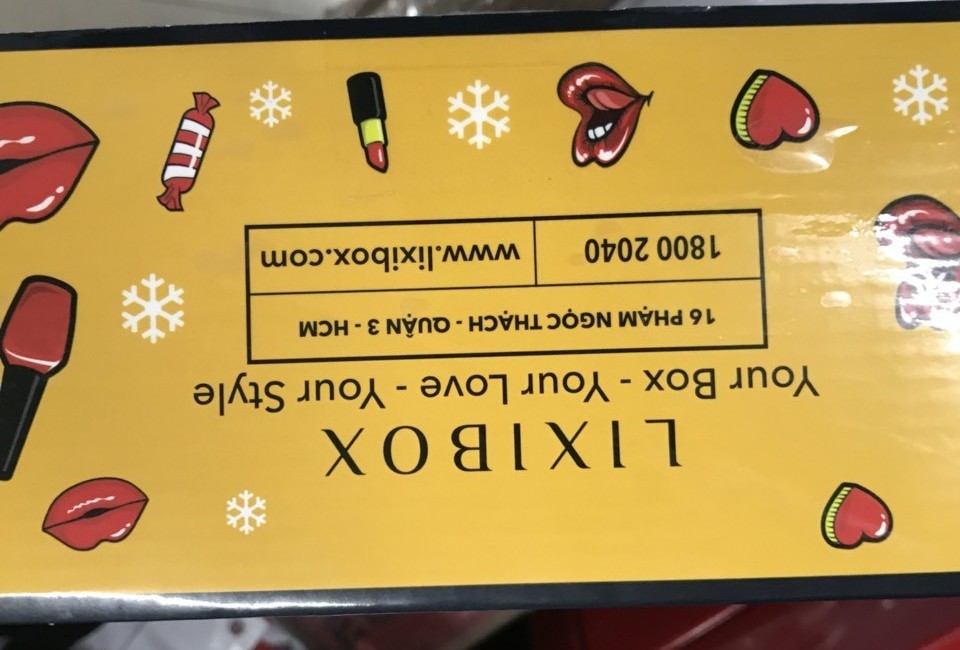 LIXIBOX
Your Box - Your Love - Your Style
16 PHẠM NGỌC THẠCH - QUẬN 3 - HCM
1800 2040
www.lixibox.com